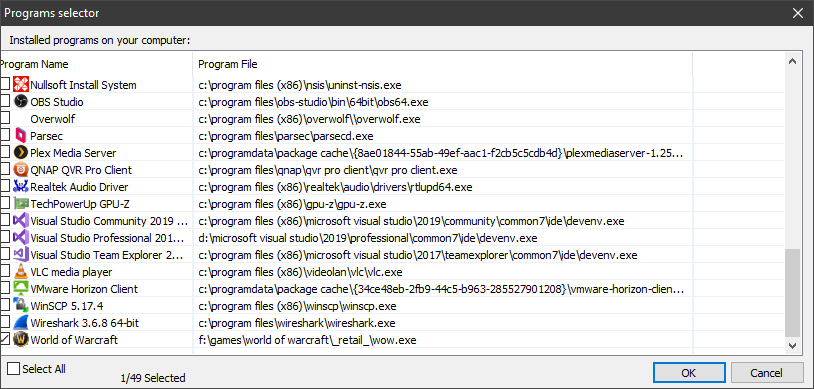 Programs selector
Installed programs on your computer:
Program Name Program File
Nullsoft Install System c:\program files (x86)\nsis\uninst-nsis.exe
OBS Studio c:\program files\obs-studio\bin\64bit\obs64.exe
Overwolf c:\program files (x86)\overwolf\\overwolf.exe
Parsec c:\program files\parsec\parsecd.exe
Plex Media Server c:\programdata\package cache\{8ae01844-55ab-49ef-aac1-f2cb5c5cdb4d}\plexmediaserver-1.25...
QNAP QVR Pro Client c:\program files\qnap\qvr pro client\qvr pro client.exe
Realtek Audio Driver c:\program files (x86)\realtek\audio\drivers\rtlupd64.exe
TechPowerUp GPU-Z c:\program files (x86)\gpu-z\gpu-z.exe
Visual Studio Community 2019 ... c:\program files (x86)\microsoft visual studio\2019\community\common7\ide\devenv.exe
Visual Studio Professional 201... d:\microsoft visual studio\2019\professional\common7\ide\devenv.exe
Visual Studio Team Explorer 2... c:\program files (x86)\microsoft visual studio\2017\teamexplorer\common7\ide\devenv.exe
VLC media player c:\program files (x86)\videolan\vlc\vlc.exe
VMware Horizon Client c:\programdata\package cache\{34ce48eb-2fb9-44c5-b963-285527901208}\vmware-horizon-clien...
WinSCP 5.17.4 c:\program files (x86)\winscp\winscp.exe
Wireshark 3.6.8 64-bit c:\program files\wireshark\wireshark.exe
World of Warcraft f:\games\world of warcraft\_retail_\wow.exe
Select All
1/49 Selected
OK Cancel